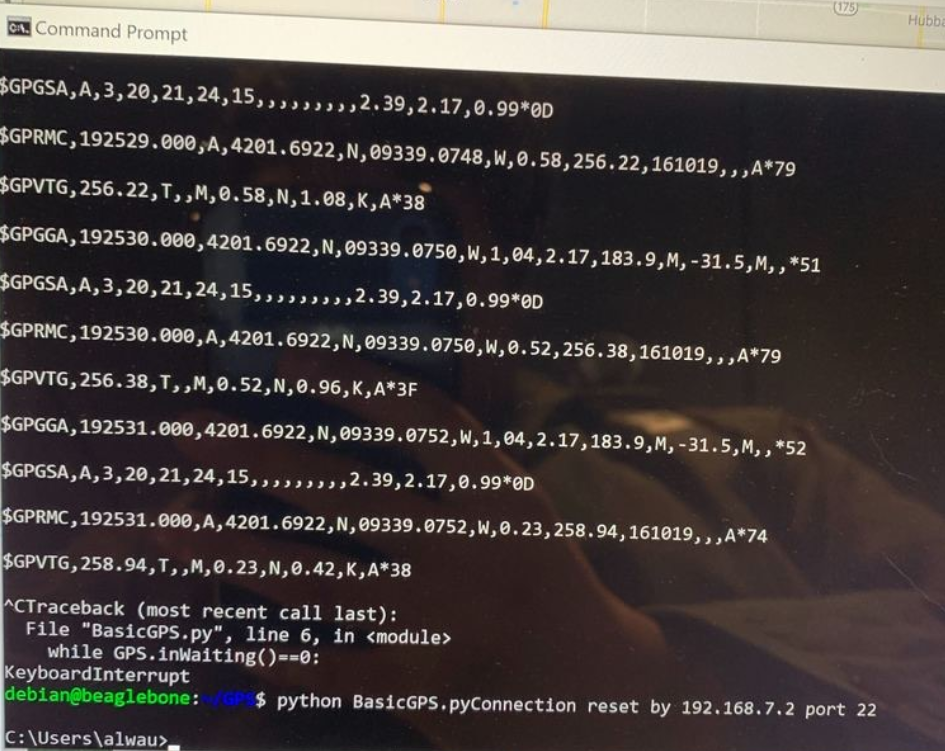 175
Hubba
Command Prompt
$GPGSA,A,3,20,21,24,15,,,,,,,,,2.39,2.17,0.99*0D
$GPRMC,192529.000,A,4201.6922,N,09339.0748,W,0.58,256.22,161019,,,A*79
$GPVTG,256.22,T,,M,0.58,N,1.08,K,A*38
$GPGGA,192530.000,4201.6922,N,09339.0750,W,1,04,2.17,183.9,M,-31.5,M,,*51
$GPGSA,A,3,20,21,24,15,,,,,,,,,2.39,2.17,0.99*0D
$GPRMC,192530.000,A,4201.6922,N,09339.0750,W,0.52,256.38,161019,,,A*79
$GPVTG,256.38,T,,M,0.52,N,0.96,K,A*3F
$GPGGA,192531.000,4201.6922,N,09339.0752,W,1,04,2.17,183.9,M,-31.5,M,,*52
$GPGSA,A,3,20,21,24,15,,,,,,,,,2.39,2.17,0.99*0D
$GPRMC,192531.000,A,4201.6922,N,09339.0752,W,0.23,258.94,161019,,,A*74
$GPVTG,258.94,T,,M,0.23,N,0.42,K,A*38
^CTraceback (most recent call last):
  File "BasicGPS.py", line 6, in <module>
    while GPS.inWaiting()==0:
KeyboardInterrupt
debian@beaglebone:~/GPS$ python BasicGPS.pyConnection reset by 192.168.7.2 port 22
C:\Users\alwau>